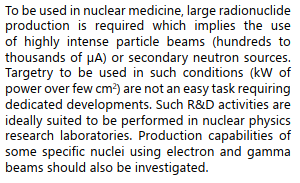 To be used in nuclear medicine, large radionuclide
production is required which implies the use
of highly intense particle beams (hundreds to
thousands of µA) or secondary neutron sources.
Targetry to be used in such conditions (kW of
power over few cm²) are not an easy task requiring
dedicated developments. Such R&D activities are
ideally suited to be performed in nuclear physics
research laboratories. Production capabilities of
some specific nuclei using electron and gamma
beams should also be investigated.